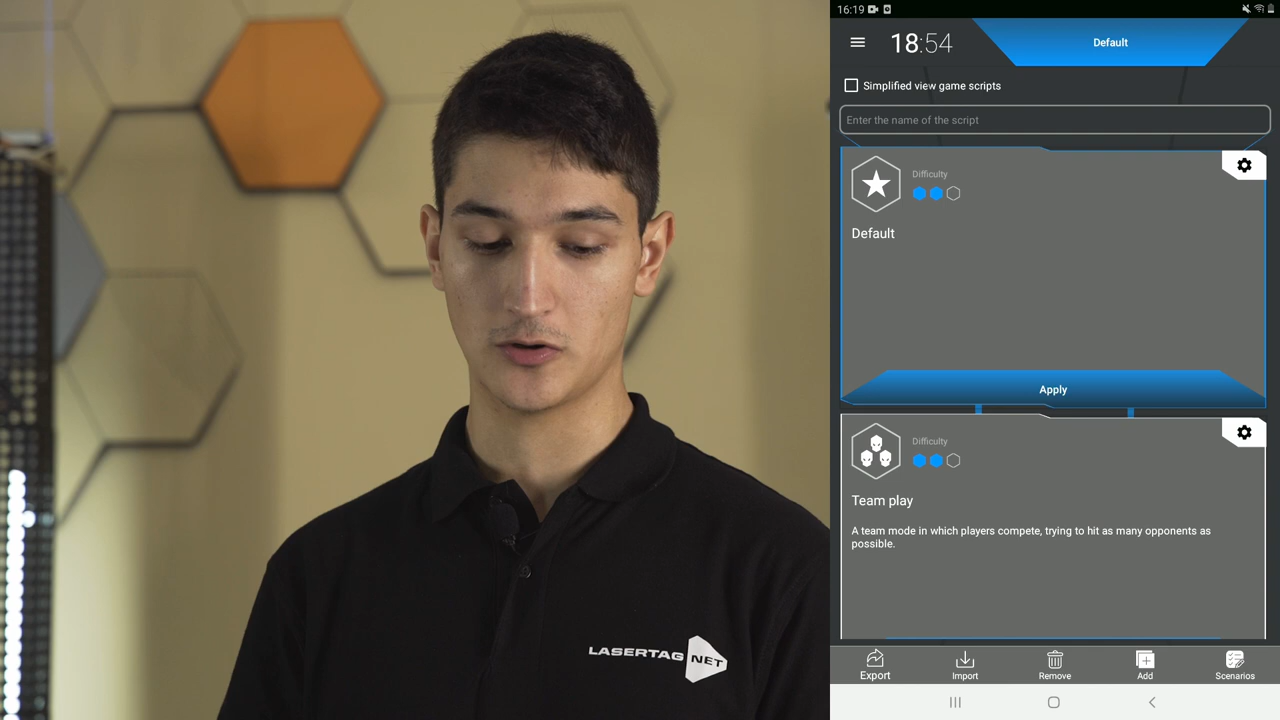 LASERTAG NET
16:19
18:54
Default
Simplified view game scripts
Enter the name of the script
Difficulty
Default
Apply
Difficulty
Team play
A team mode in which players compete, trying to hit as many opponents as
possible.
Export
Import
Remove
Add
Scenarios